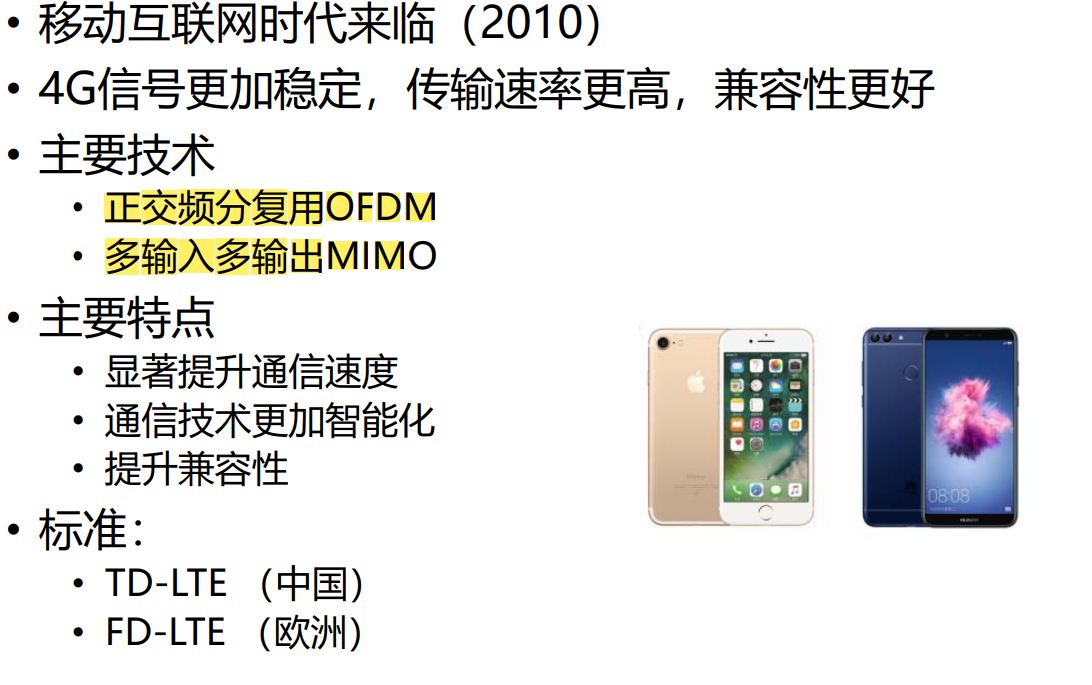 • 移动互联网时代来临（2010）
• 4G信号更加稳定，传输速率更高，兼容性更好
• 主要技术
• 正交频分复用OFDM
• 多输入多输出MIMO
• 主要特点
• 显著提升通信速度
• 通信技术更加智能化
• 提升兼容性
• 标准：
• TD-LTE （中国）
• FD-LTE （欧洲）
iPhone
08:08
HUAWEI